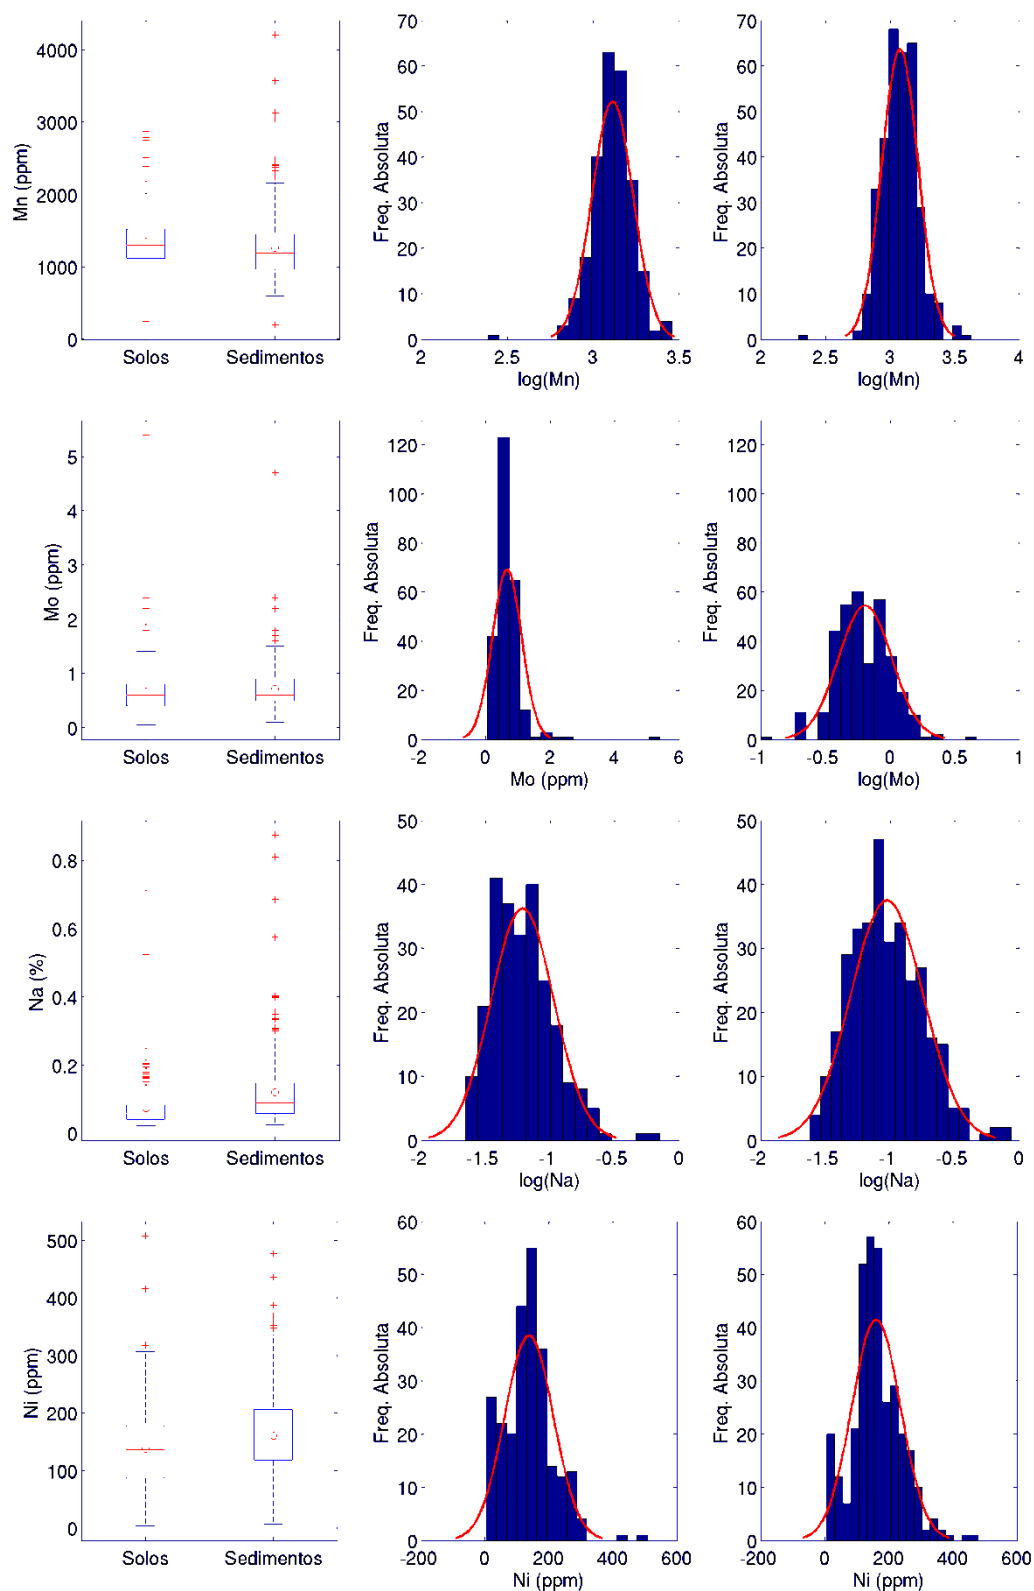 Mn (ppm)
4000
3000
2000
1000
0
Solos Sedimentos
Freq. Absoluta
70
60
50
40
30
20
10
0
2 2.5 3 3.5
log(Mn)
Freq. Absoluta
70
60
50
40
30
20
10
0
2 2.5 3 3.5 4
log(Mn)
Mo (ppm)
5
4
3
2
1
0
Solos Sedimentos
Freq. Absoluta
120
100
80
60
40
20
0
-2 0 2 4 6
Mo (ppm)
Freq. Absoluta
120
100
80
60
40
20
0
-1 -0.5 0 0.5 1
log(Mo)
Na (%)
0.8
0.6
0.4
0.2
0
Solos Sedimentos
Freq. Absoluta
50
40
30
20
10
0
-2 -1.5 -1 -0.5 0
log(Na)
Freq. Absoluta
50
40
30
20
10
0
-2 -1.5 -1 -0.5 0
log(Na)
Ni (ppm)
500
400
300
200
100
0
Solos Sedimentos
Freq. Absoluta
60
50
40
30
20
10
0
-200 0 200 400 600
Ni (ppm)
Freq. Absoluta
60
50
40
30
20
10
0
-200 0 200 400 600
Ni (ppm)